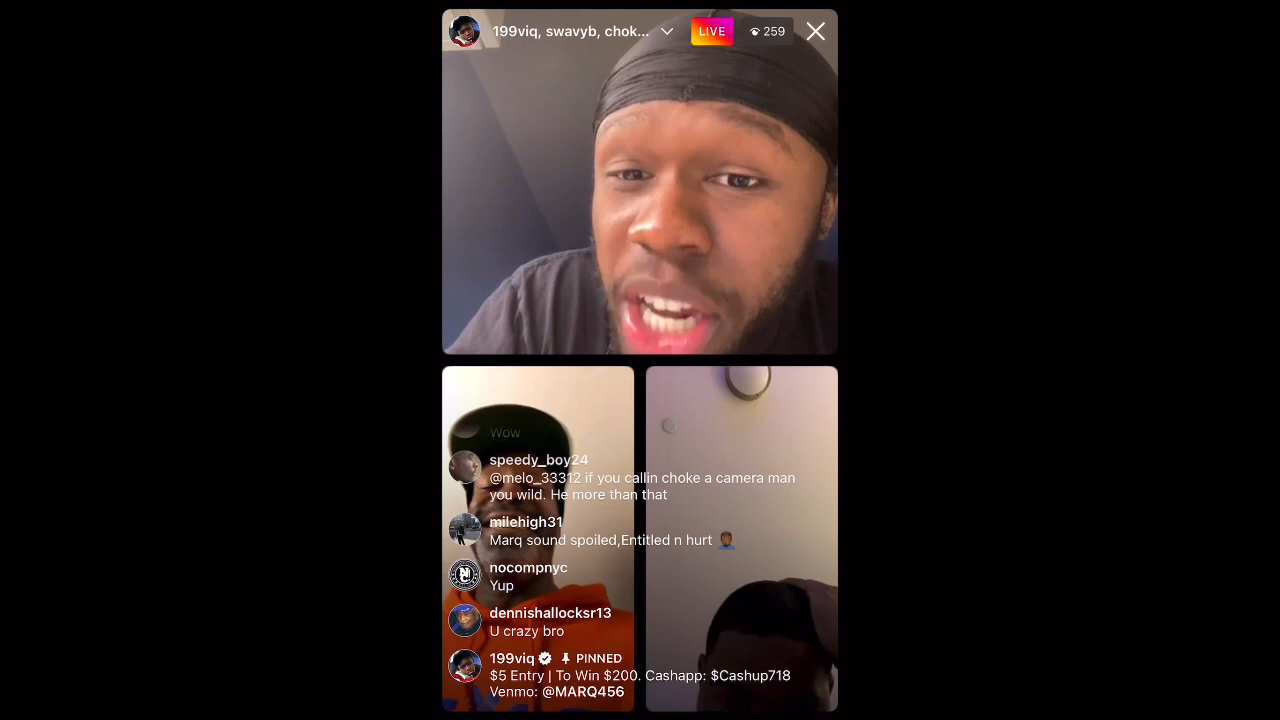 199viq, swavyb, chok...
LIVE
259
Wow
speedy_boy24
@melo_33312 if you callin choke a camera man
you wild. He more than that
milehigh31
Marq sound spoiled,Entitled n hurt 🤦🏾‍♂️
nocompnyc
Yup
dennishallocksr13
U crazy bro
199viq PINNED
$5 Entry | To Win $200. Cashapp: $Cashup718
Venmo: @MARQ456